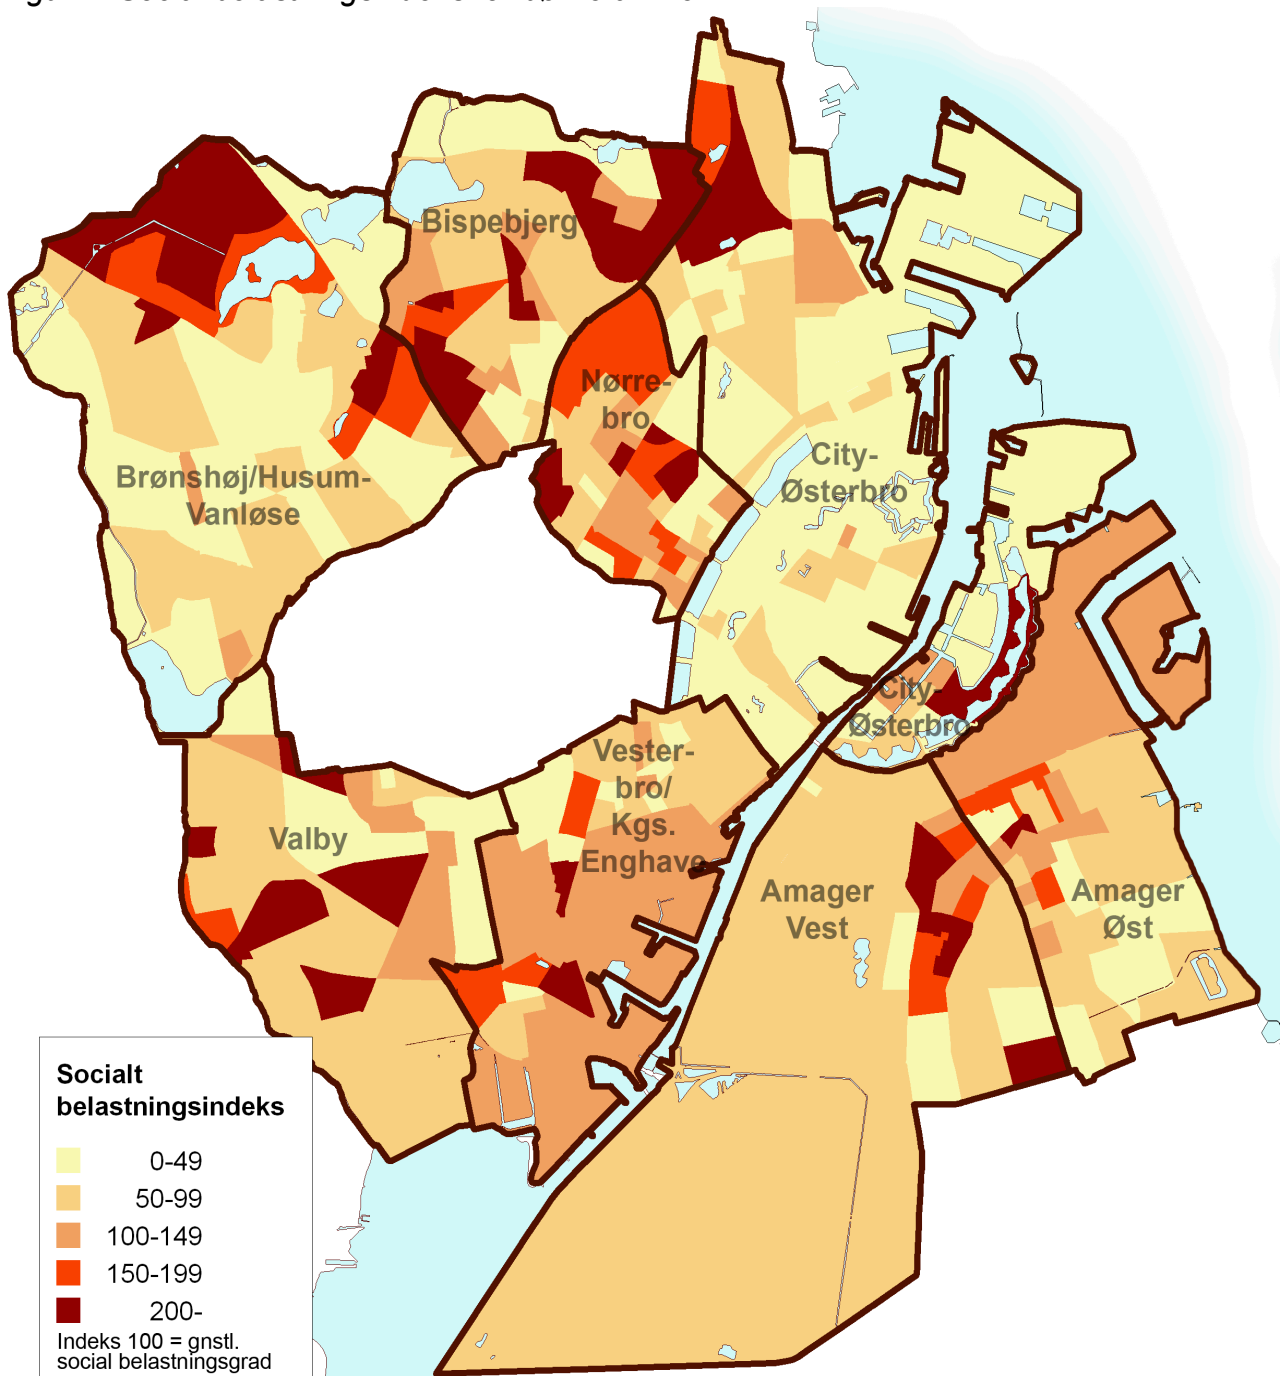 Bispebjerg
Nørre-
bro
City-
Østerbro
Brønshøj/Husum-
Vanløse
City-
Østerbro
Vester-
bro/
Kgs.
Enghave
Valby
Amager
Vest
Amager
Øst
Socialt
belastningsindeks
0-49
50-99
100-149
150-199
200-
Indeks 100 = gnstl.
social belastningsgrad